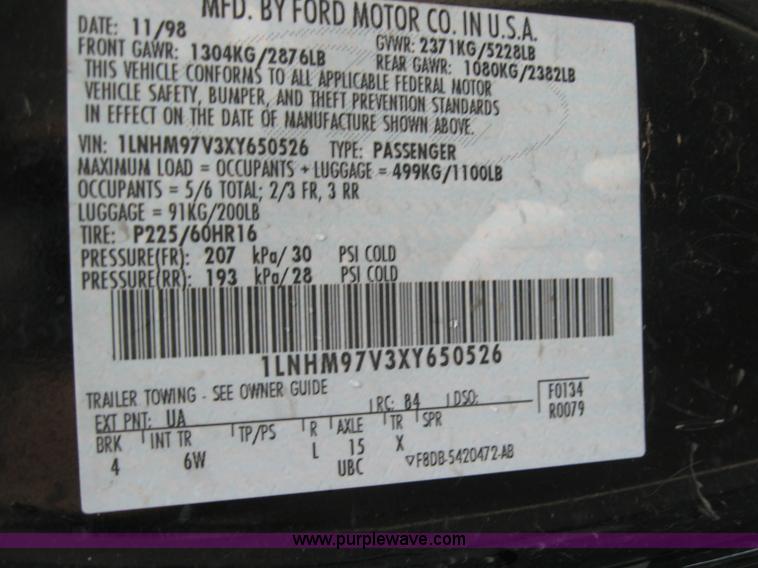 MFD. BY FORD MOTOR CO. IN U.S.A.
DATE: 11/98 GVWR: 2371KG/5228LB
FRONT GAWR: 1304KG/2876LB REAR GAWR: 1080KG/2382LB
THIS VEHICLE CONFORMS TO ALL APPLICABLE FEDERAL MOTOR
VEHICLE SAFETY, BUMPER, AND THEFT PREVENTION STANDARDS
IN EFFECT ON THE DATE OF MANUFACTURE SHOWN ABOVE.
VIN: 1LNHM97V3XY650526 TYPE: PASSENGER
MAXIMUM LOAD = OCCUPANTS + LUGGAGE = 499KG/1100LB
OCCUPANTS = 5/6 TOTAL; 2/3 FR, 3 RR
LUGGAGE = 91KG/200LB
TIRE: P225/60HR16
PRESSURE(FR): 207 kPa/ 30 PSI COLD
PRESSURE(RR): 193 kPa/ 28 PSI COLD
1LNHM97V3XY650526
TRAILER TOWING - SEE OWNER GUIDE F0134
EXT PNT: UA RC: 84 DSO: R0079
BRK INT TR TP/PS R AXLE TR SPR
4 6W L 15 X
UBC ▽F8DB-5420472-AB
www.purplewave.com